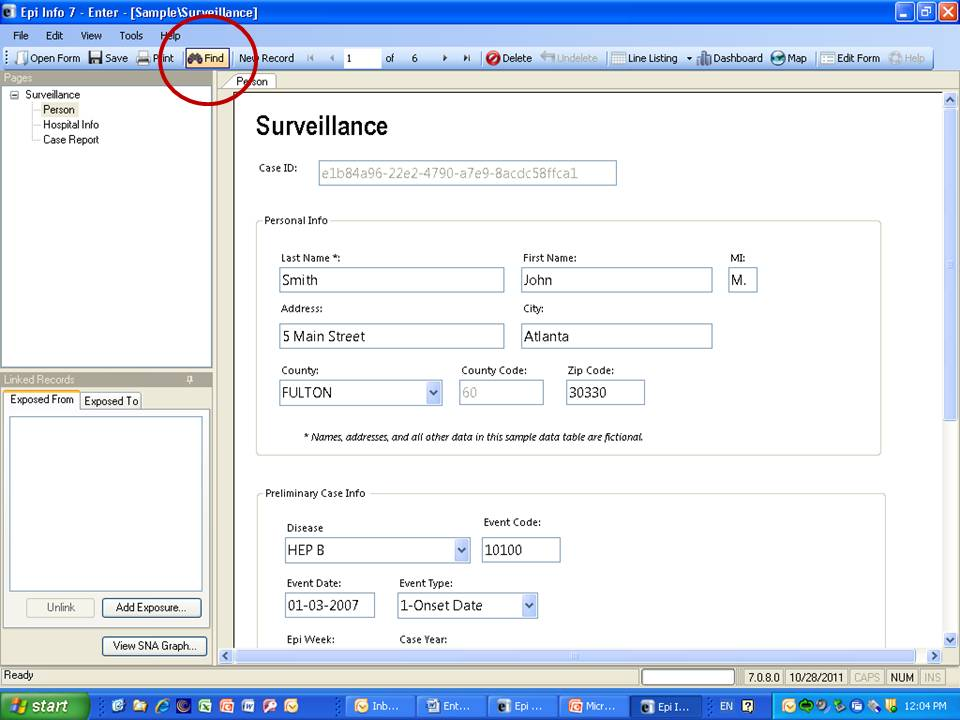 Epi Info 7 - Enter - [Sample\Surveillance]
File Edit View Tools Help
Open Form Save Print Find New Record 1 of 6 Delete Undelete Line Listing Dashboard Map Edit Form Help
Pages
Surveillance
Person
Hospital Info
Case Report
Linked Records
Exposed From Exposed To
Unlink Add Exposure...
View SNA Graph...
Person
Surveillance
Case ID: e1b84a96-22e2-4790-a7e9-8acdc58ffca1
Personal Info
Last Name *: First Name: MI:
Smith John M.
Address: City:
5 Main Street Atlanta
County: County Code: Zip Code:
FULTON 60 30330
* Names, addresses, and all other data in this sample data table are fictional.
Preliminary Case Info
Disease Event Code:
HEP B 10100
Event Date: Event Type:
01-03-2007 1-Onset Date
Epi Week: Case Year:
Ready 7.0.8.0 10/28/2011 CAPS NUM INS
start Inb... Ent... Epi ... Micr... Epi I... EN 12:04 PM